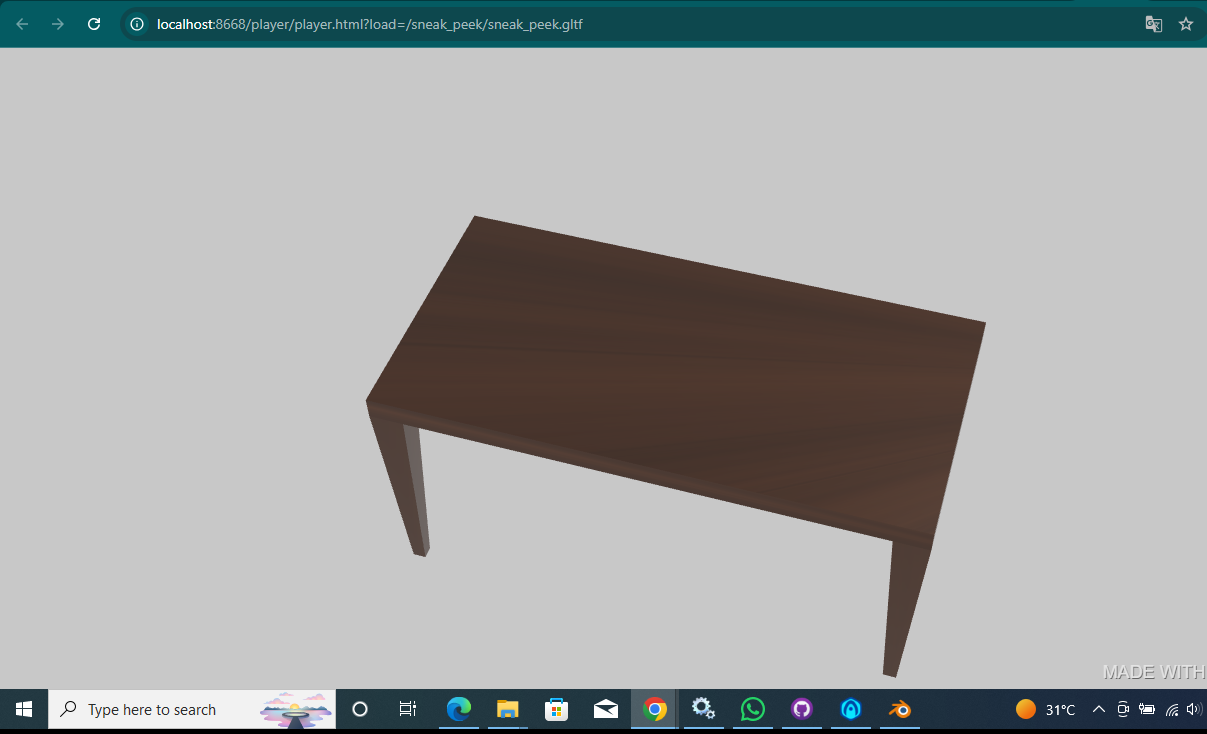 localhost:8668/player/player.html?load=/sneak_peek/sneak_peek.gltf
MADE WITH
Type here to search
31°C